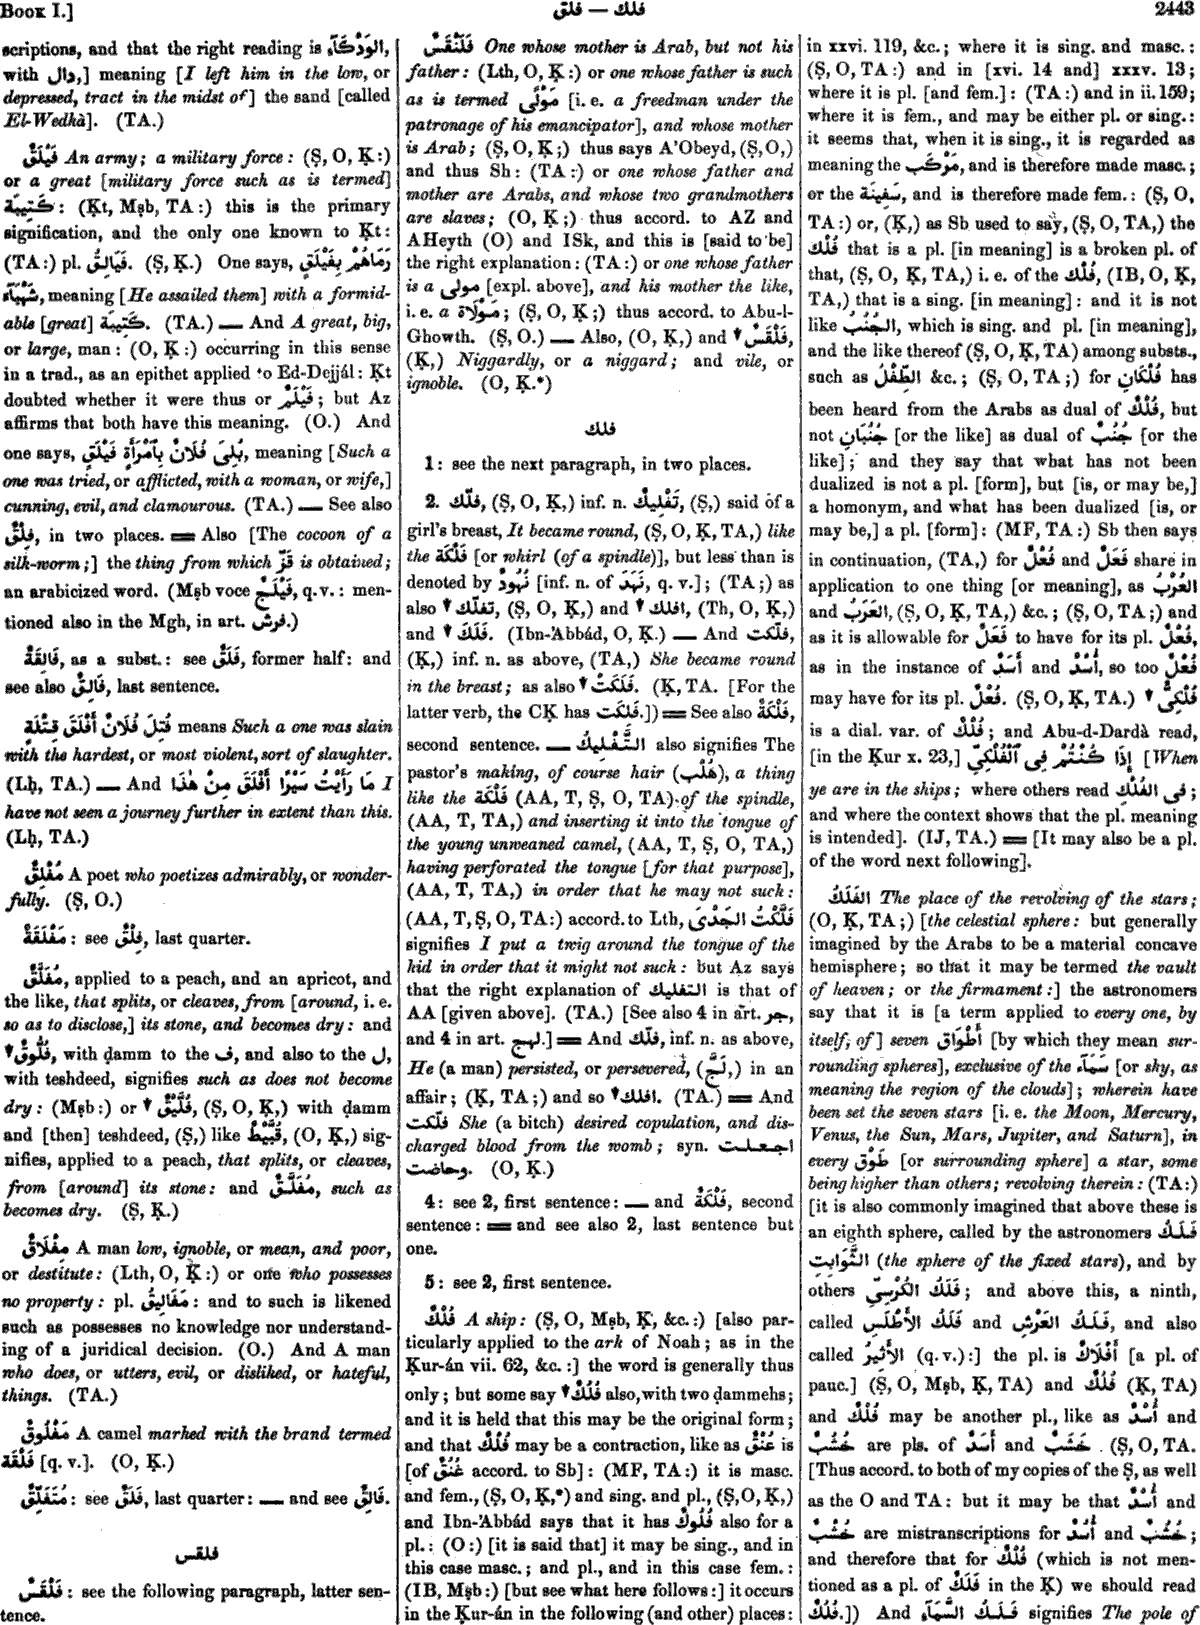 Book I.]
فلق — فلك
2443
scriptions, and that the right reading is الوَدْكَآءِ,
with دال,] meaning [I left him in the low, or
depressed, tract in the midst of] the sand [called
El-Wedkà]. (TA.)
فَيْلَقٌ An army; a military force: (Ṣ, O, Ḳ:)
or a great [military force such as is termed]
كَتِيبَة: (Ḳt, Mṣb, TA:) this is the primary
signification, and the only one known to Ḳt:
(TA:) pl. فَيَالِقُ. (Ṣ, Ḳ.) One says, رَمَاهُمْ بِفَيْلَقٍ
شَهْبَآءَ, meaning [He assailed them] with a formid-
able [great] كَتِيبَة. (TA.) — And A great, big,
or large, man: (O, Ḳ:) occurring in this sense
in a trad., as an epithet applied to Ed-Dejjál: Ḳt
doubted whether it were thus or فَيْلَمٌ; but Az
affirms that both have this meaning. (O.) And
one says, بُلِىَ فُلَانٌ بِٱمْرَأَةٍ فَيْلَقٍ, meaning [Such a
one was tried, or afflicted, with a woman, or wife,]
cunning, evil, and clamourous. (TA.) — See also
فِلْقٌ, in two places. ═ Also [The cocoon of a
silk-worm;] the thing from which قَزّ is obtained;
an arabicized word. (Mṣb voce فَيْلَجٌ, q. v.: men-
tioned also in the Mgh, in art. فرش.)
فَالِقَةٌ, as a subst.: see فَلَقٌ, former half: and
see also فَالِقٌ, last sentence.
قُتِلَ فُلَانٌ أَفْلَقَ قِتْلَةٍ means Such a one was slain
with the hardest, or most violent, sort of slaughter.
(Lḥ, TA.) — And مَا رَأَيْتُ سَيْرًا أَفْلَقَ مِنْ هٰذَا I
have not seen a journey further in extent than this.
(Lḥ, TA.)
مُفْلِقٌ A poet who poetizes admirably, or wonder-
fully. (Ṣ, O.)
مَفْلَقَةٌ: see فِلْقٌ, last quarter.
مُفَلَّقٌ, applied to a peach, and an apricot, and
the like, that splits, or cleaves, from [around, i. e.
so as to disclose,] its stone, and becomes dry: and
فُلُّوقٌ, with ḍamm to the ف, and also to the ل,
with teshdeed, signifies such as does not become
dry: (Mṣb:) or فُلَّيْقٌ, (Ṣ, O, Ḳ,) with ḍamm
and [then] teshdeed, (Ṣ,) like قُبَّيْطٌ, (O, Ḳ,) sig-
nifies, applied to a peach, that splits, or cleaves,
from [around] its stone: and مُفَلَّقٌ, such as
becomes dry. (Ṣ, Ḳ.)
مِفْلَاقٌ A man low, ignoble, or mean, and poor,
or destitute: (Lth, O, Ḳ:) or one who possesses
no property: pl. مَفَالِيقُ: and to such is likened
such as possesses no knowledge nor understand-
ing of a juridical decision. (O.) And A man
who does, or utters, evil, or disliked, or hateful,
things. (TA.)
مَفْلُوقٌ A camel marked with the brand termed
فَلْقَة [q. v.]. (O, Ḳ.)
مُتَفَلِّقٌ: see فَلَقٌ, last quarter: — and see فَالِقٌ.
فلقس
فَلْقَسٌ: see the following paragraph, latter sen-
tence.
فَلَنْقَسٌ One whose mother is Arab, but not his
father: (Lth, O, Ḳ:) or one whose father is such
as is termed مَوْلًى [i. e. a freedman under the
patronage of his emancipator], and whose mother
is Arab; (Ṣ, O, Ḳ;) thus says A'Obeyd, (Ṣ, O,)
and thus Sh: (TA:) or one whose father and
mother are Arabs, and whose two grandmothers
are slaves; (O, Ḳ;) thus accord. to AZ and
AHeyth (O) and ISk, and this is [said to be]
the right explanation: (TA:) or one whose father
is a مولى [expl. above], and his mother the like,
i. e. a مَوْلَاة; (Ṣ, O, Ḳ;) thus accord. to Abu-l-
Ghowth. (Ṣ, O.) — Also, (O, Ḳ,) and فَلْقَسٌ,
(Ḳ,) Niggardly, or a niggard; and vile, or
ignoble. (O, Ḳ.*)
فلك
1: see the next paragraph, in two places.
2. فلّك, (Ṣ, O, Ḳ,) inf. n. تَفْلِيكٌ, (Ṣ,) said of a
girl's breast, It became round, (Ṣ, O, Ḳ, TA,) like
the فَلْكَة [or whirl (of a spindle)], but less than is
denoted by نُهُودٌ [inf. n. of نَهَدَ, q. v.]; (TA;) as
also تفلّك, (Ṣ, O, Ḳ,) and افلك, (Th, O, Ḳ,)
and فَلَكَ. (Ibn-'Abbád, O, Ḳ.) — And فلّكت,
(Ḳ,) inf. n. as above, (TA,) She became round
in the breast; as also فَلَكَتْ. (Ḳ, TA. [For the
latter verb, the CḲ has فَلِكَت.]) ═ See also فَلْكَةٌ,
second sentence. — التَّفْلِيكُ also signifies The
pastor's making, of course hair (هُلْب), a thing
like the فَلْكَة (AA, T, Ṣ, O, TA) of the spindle,
(AA, T, TA,) and inserting it into the tongue of
the young unweaned camel, (AA, T, Ṣ, O, TA,)
having perforated the tongue [for that purpose],
(AA, T, TA,) in order that he may not suck:
(AA, T, Ṣ, O, TA:) accord. to Lth, فَلَّكْتُ الجَدْىَ
signifies I put a twig around the tongue of the
kid in order that it might not suck: but Az says
that the right explanation of التفليك is that of
AA [given above]. (TA.) [See also 4 in art. جر,
and 4 in art. لهج.] ═ And فلّك, inf. n. as above,
He (a man) persisted, or persevered, (لَجَّ,) in an
affair; (Ḳ, TA;) and so افلك. (TA.) ═ And
فلّكت She (a bitch) desired copulation, and dis-
charged blood from the womb; syn. اجعلت
وحاضت. (O, Ḳ.)
4: see 2, first sentence: — and فَلْكَةٌ, second
sentence: ═ and see also 2, last sentence but
one.
5: see 2, first sentence.
فُلْكٌ A ship: (Ṣ, O, Mṣb, Ḳ, &c.:) [also par-
ticularly applied to the ark of Noah; as in the
Ḳur-án vii. 62, &c.:] the word is generally thus
only; but some say فُلُكٌ also, with two ḍammehs;
and it is held that this may be the original form;
and that فُلْكٌ may be a contraction, like as عُنْقٌ is
[of عُنُقٌ accord. to Sb]: (MF, TA:) it is masc.
and fem., (Ṣ, O, Ḳ,*) and sing. and pl., (Ṣ, O, Ḳ,)
and Ibn-'Abbád says that it has فُلُوكٌ also for a
pl.: (O:) [it is said that] it may be sing., and in
this case masc.; and pl., and in this case fem.:
(IB, Mṣb:) [but see what here follows:] it occurs
in the Ḳur-án in the following (and other) places:
in xxvi. 119, &c.; where it is sing. and masc.:
(Ṣ, O, TA:) and in [xvi. 14 and] xxxv. 13;
where it is pl. [and fem.]: (TA:) and in ii. 159;
where it is fem., and may be either pl. or sing.:
it seems that, when it is sing., it is regarded as
meaning the مَرْكَب, and is therefore made masc.;
or the سَفِينَة, and is therefore made fem.: (Ṣ, O,
TA:) or, (Ḳ,) as Sb used to say, (Ṣ, O, TA,) the
فُلْك that is a pl. [in meaning] is a broken pl. of
that, (Ṣ, O, Ḳ, TA,) i. e. of the فُلْك, (IB, O, Ḳ,
TA,) that is a sing. [in meaning]: and it is not
like الجُنُبُ, which is sing. and pl. [in meaning],
and the like thereof (Ṣ, O, Ḳ, TA) among substs.,
such as الطِّفْلُ &c.; (Ṣ, O, TA;) for فُلْكَانِ has
been heard from the Arabs as dual of فُلْكٌ, but
not جُنُبَانِ [or the like] as dual of جُنُبٌ [or the
like]; and they say that what has not been
dualized is not a pl. [form], but [is, or may be,]
a homonym, and what has been dualized [is, or
may be,] a pl. [form]: (MF, TA:) Sb then says
in continuation, (TA,) for فُعْلٌ and فَعَلٌ share in
application to one thing [or meaning], as العُرْبُ
and العَرَبُ, (Ṣ, O, Ḳ, TA,) &c.; (Ṣ, O, TA;) and
as it is allowable for فَعَلٌ to have for its pl. فُعْلٌ,
as in the instance of أَسَدٌ and أُسْدٌ, so too فُعْلٌ
may have for its pl. فُعْلٌ. (Ṣ, O, Ḳ, TA.) فُلْكِىٌّ
is a dial. var. of فُلْكٌ; and Abu-d-Dardà read,
[in the Ḳur x. 23,] إِذَا كُنْتُمْ فِى ٱلْفُلْكِىِّ [When
ye are in the ships; where others read فى الفُلْكِ;
and where the context shows that the pl. meaning
is intended]. (IJ, TA.) ═ [It may also be a pl.
of the word next following].
الفَلَكُ The place of the revolving of the stars;
(O, Ḳ, TA;) [the celestial sphere: but generally
imagined by the Arabs to be a material concave
hemisphere; so that it may be termed the vault
of heaven; or the firmament:] the astronomers
say that it is [a term applied to every one, by
itself, of] seven أَطْوَاق [by which they mean sur-
rounding spheres], exclusive of the سَمَآء [or sky, as
meaning the region of the clouds]; wherein have
been set the seven stars [i. e. the Moon, Mercury,
Venus, the Sun, Mars, Jupiter, and Saturn], in
every طَوْق [or surrounding sphere] a star, some
being higher than others; revolving therein: (TA:)
[it is also commonly imagined that above these is
an eighth sphere, called by the astronomers فَلَكُ
الثَّوَابِتِ (the sphere of the fixed stars), and by
others فَلَكُ الكُرْسِىِّ; and above this, a ninth,
called فَلَكُ الأَطْلَسِ and فَلَكُ العَرْشِ, and also
called الأَثِيرُ (q. v.):] the pl. is أَفْلَاكٌ [a pl. of
pauc.] (Ṣ, O, Mṣb, Ḳ, TA) and فُلُكٌ (Ḳ, TA)
and فُلْكٌ may be another pl., like as أُسْدٌ and
خُشْبٌ are pls. of أَسَدٌ and خَشَبٌ. (Ṣ, O, TA.
[Thus accord. to both of my copies of the Ṣ, as well
as the O and TA: but it may be that أُسْدٌ and
خُشْبٌ are mistranscriptions for أُسُدٌ and خُشُبٌ;
and therefore that for فُلْكٌ (which is not men-
tioned as a pl. of فَلَكٌ in the Ḳ) we should read
فُلُكٌ.]) And فَلَكُ السَّمَآءِ signifies The pole of